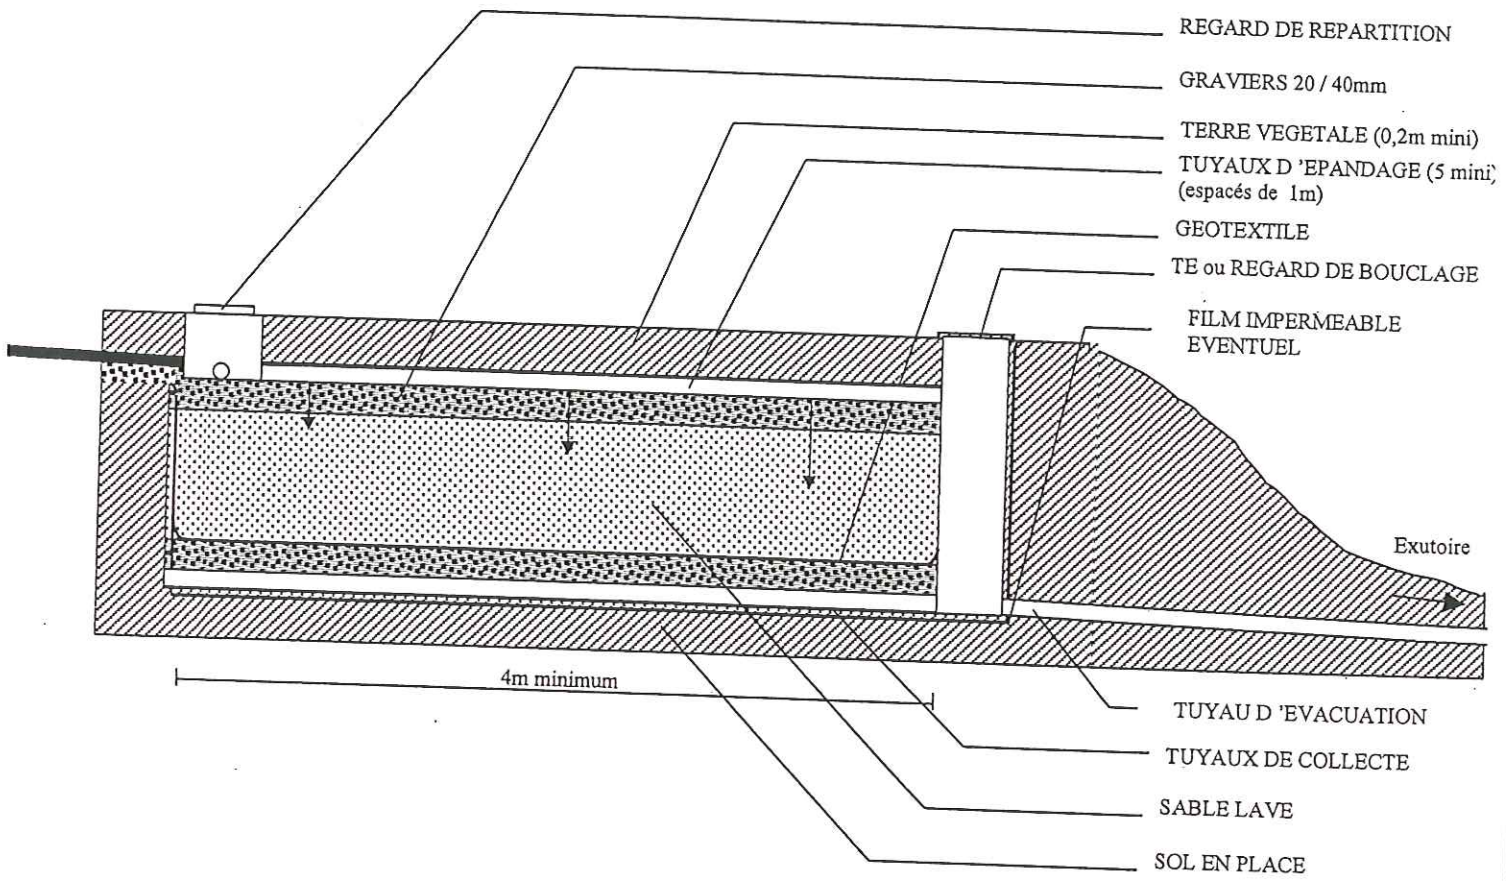 REGARD DE REPARTITION
GRAVIERS 20 / 40mm
TERRE VEGETALE (0,2m mini)
TUYAUX D 'EPANDAGE (5 mini)
(espacés de 1m)
GEOTEXTILE
TE ou REGARD DE BOUCLAGE
FILM IMPERMEABLE
EVENTUEL
Exutoire
4m minimum
TUYAU D 'EVACUATION
TUYAUX DE COLLECTE
SABLE LAVE
SOL EN PLACE